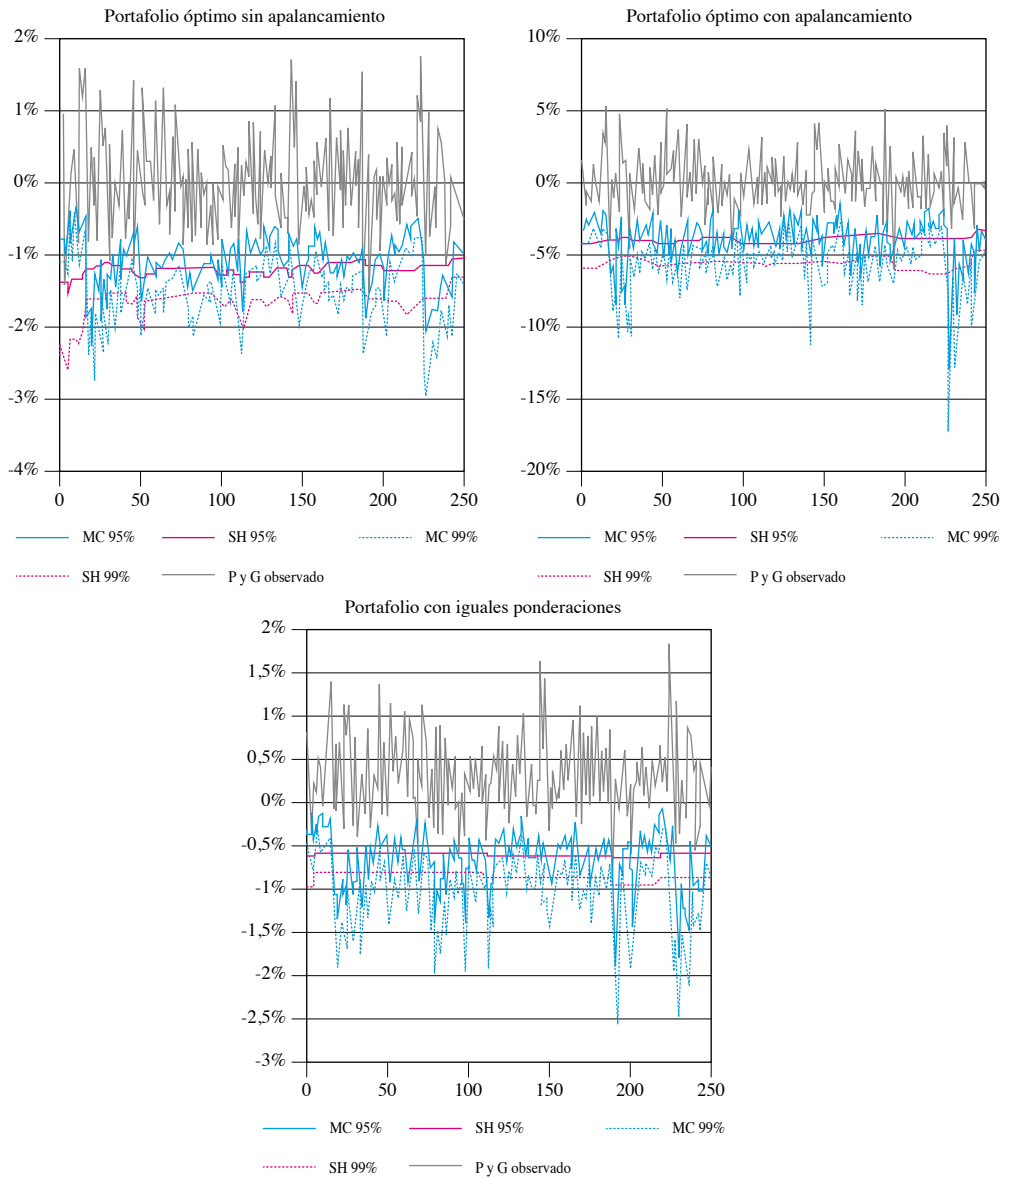 Portafolio óptimo sin apalancamiento
2%
1%
0%
-1%
-2%
-3%
-4%
0 50 100 150 200 250
MC 95% SH 95% MC 99%
SH 99% P y G observado
Portafolio óptimo con apalancamiento
10%
5%
0%
-5%
-10%
-15%
-20%
0 50 100 150 200 250
MC 95% SH 95% MC 99%
SH 99% P y G observado
Portafolio con iguales ponderaciones
2%
1,5%
1%
0,5%
0%
-0,5%
-1%
-1,5%
-2%
-2,5%
-3%
0 50 100 150 200 250
MC 95% SH 95% MC 99%
SH 99% P y G observado